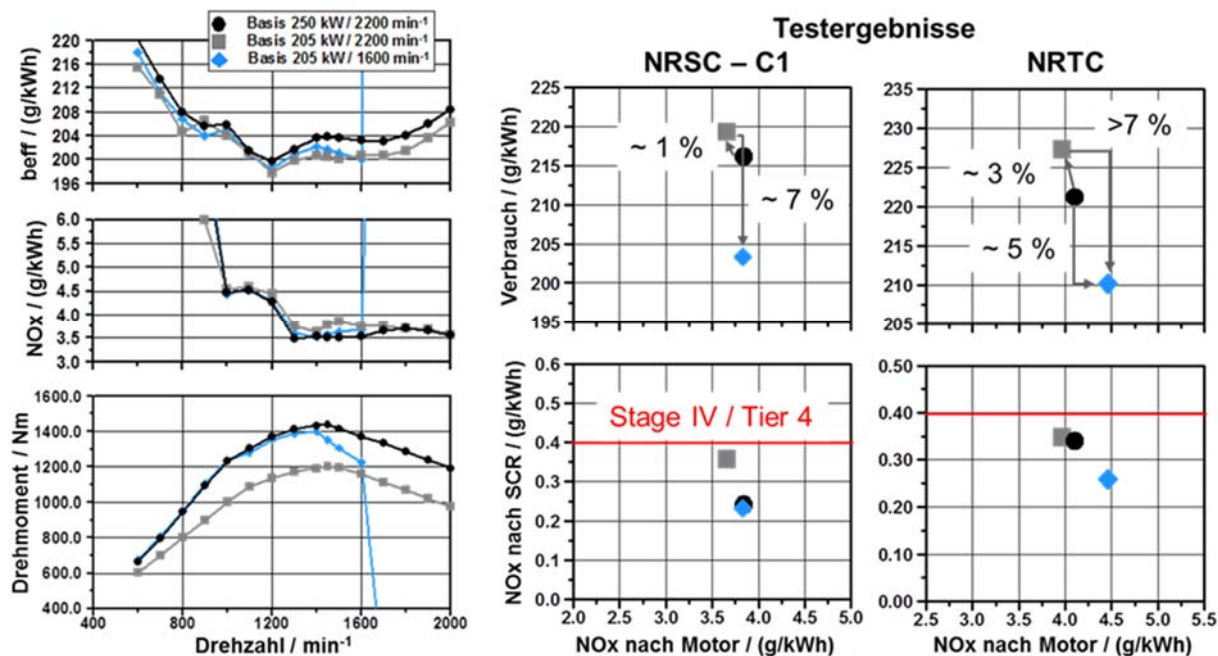 Basis 250 kW / 2200 min⁻¹
Basis 205 kW / 2200 min⁻¹
Basis 205 kW / 1600 min⁻¹
beff / (g/kWh)
220
216
212
208
204
200
196
NOx / (g/kWh)
6.0
5.5
5.0
4.5
4.0
3.5
3.0
Drehmoment / Nm
1600.0
1400.0
1200.0
1000.0
800.0
600.0
400.0
400 800 1200 1600 2000
Drehzahl / min⁻¹
Testergebnisse
NRSC – C1
Verbrauch / (g/kWh)
230
225
220
215
210
205
200
195
~ 1 %
~ 7 %
NRTC
235
230
225
220
215
210
205
>7 %
~ 3 %
~ 5 %
NOx nach SCR / (g/kWh)
0.6
0.5
0.4
0.3
0.2
0.1
0.0
Stage IV / Tier 4
2.0 2.5 3.0 3.5 4.0 4.5 5.0
NOx nach Motor / (g/kWh)
0.50
0.40
0.30
0.20
0.10
0.00
2.5 3.0 3.5 4.0 4.5 5.0 5.5
NOx nach Motor / (g/kWh)